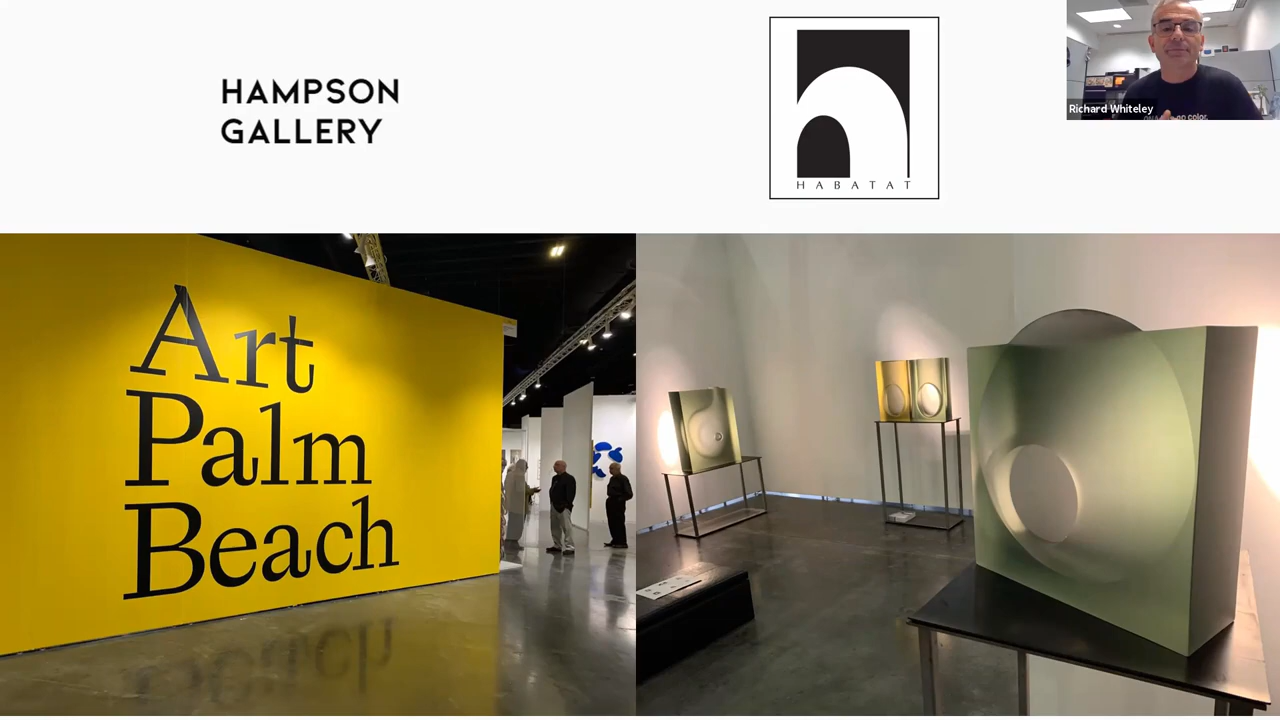 HAMPSON
GALLERY
HABATAT
Richard Whiteley
Art
Palm
Beach